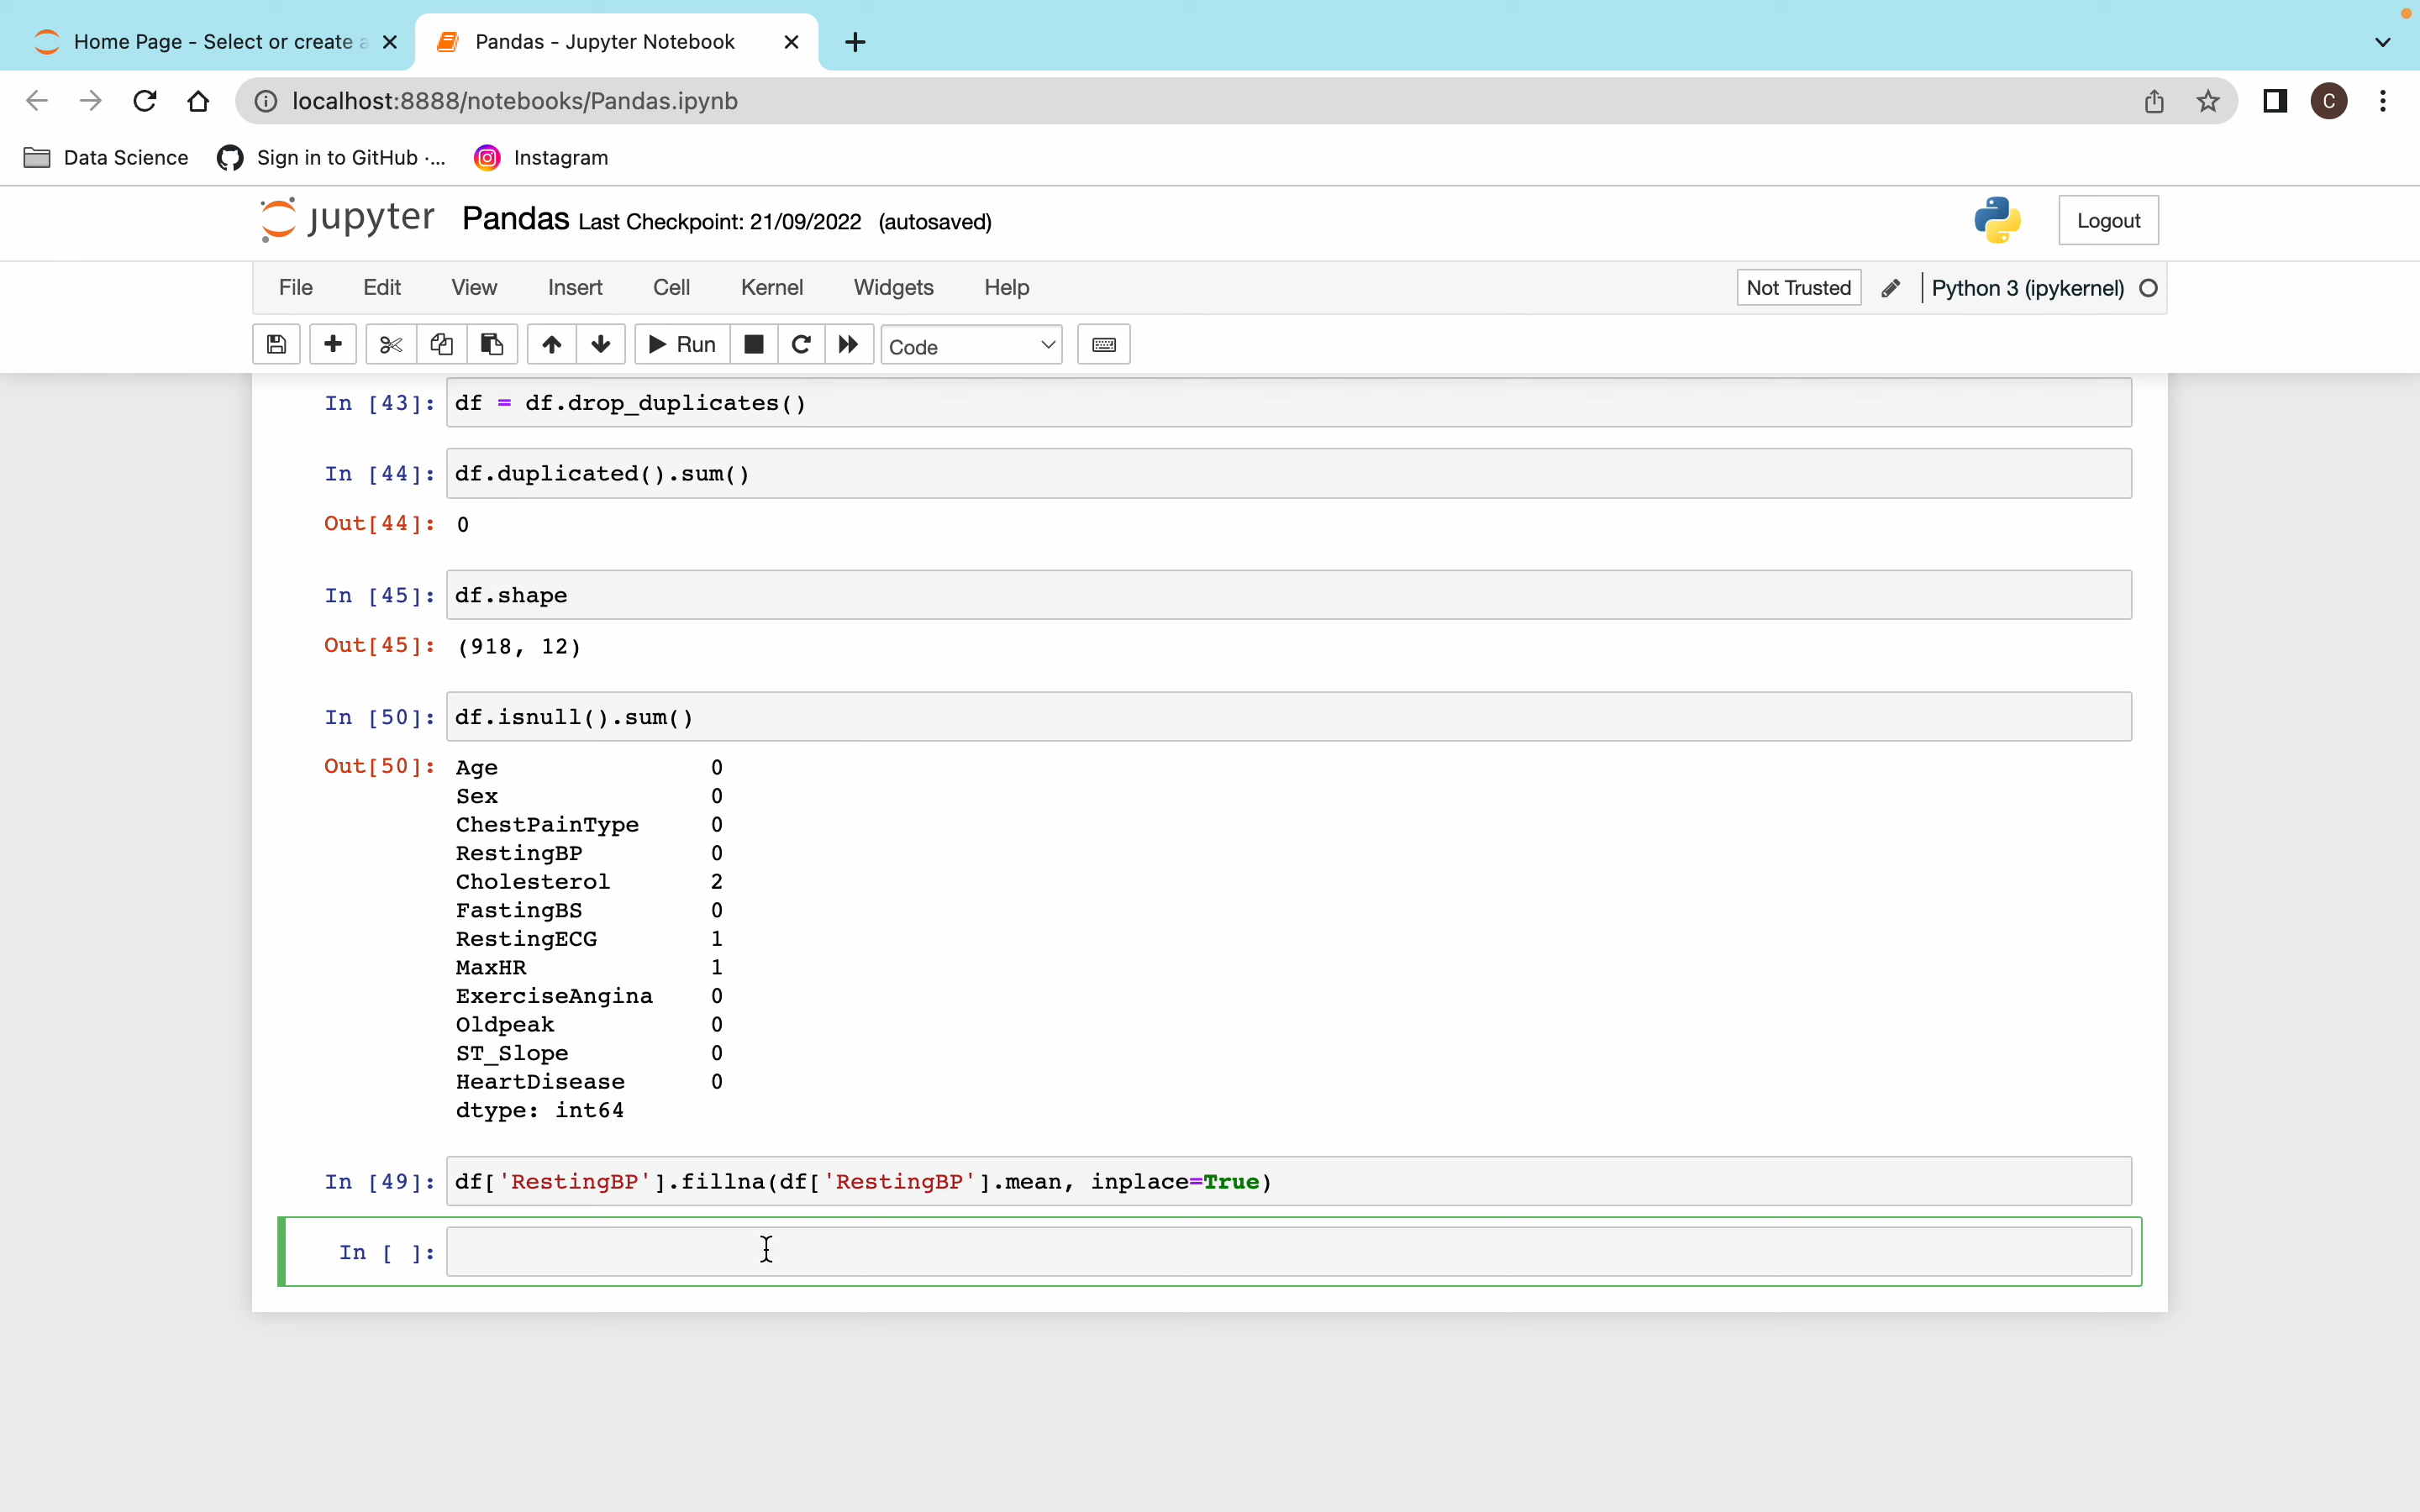 Home Page - Select or create a
Pandas - Jupyter Notebook
localhost:8888/notebooks/Pandas.ipynb
C
Data Science
Sign in to GitHub ·...
Instagram
jupyter Pandas Last Checkpoint: 21/09/2022 (autosaved)
Logout
File Edit View Insert Cell Kernel Widgets Help
Not Trusted
Python 3 (ipykernel)
Run
Code
In [43]: df = df.drop_duplicates()
In [44]: df.duplicated().sum()
Out[44]: 0
In [45]: df.shape
Out[45]: (918, 12)
In [50]: df.isnull().sum()
Out[50]: Age 0
Sex 0
ChestPainType 0
RestingBP 0
Cholesterol 2
FastingBS 0
RestingECG 1
MaxHR 1
ExerciseAngina 0
Oldpeak 0
ST_Slope 0
HeartDisease 0
dtype: int64
In [49]: df['RestingBP'].fillna(df['RestingBP'].mean, inplace=True)
In [ ]: